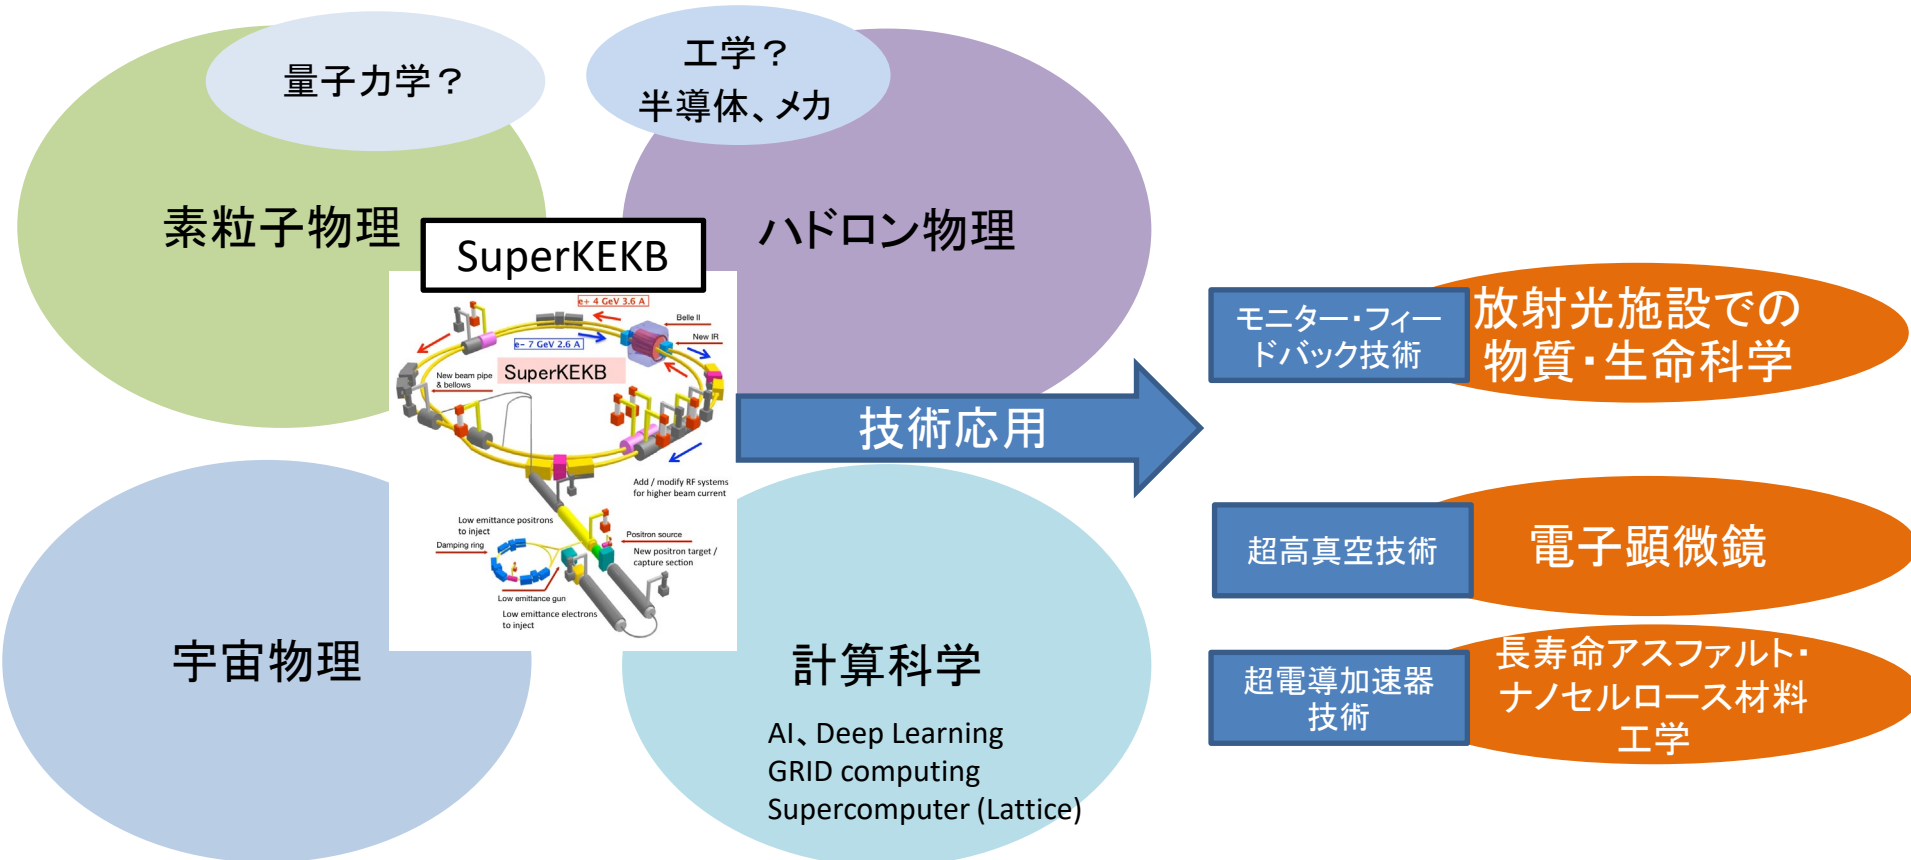 量子力学？
工学？
半導体、メカ
素粒子物理
ハドロン物理
SuperKEKB
e+ 4 GeV 3.6 A
Belle II
New IR
e- 7 GeV 2.6 A
SuperKEKB
New beam pipe
& bellows
Add / modify RF systems
for higher beam current
Low emittance positrons
to inject
Damping ring
Positron source
New positron target /
capture section
Low emittance gun
Low emittance electrons
to inject
技術応用
モニター・フィー
ドバック技術
放射光施設での
物質・生命科学
超高真空技術
電子顕微鏡
超電導加速器
技術
長寿命アスファルト・
ナノセルロース材料
工学
宇宙物理
計算科学
AI、Deep Learning
GRID computing
Supercomputer (Lattice)